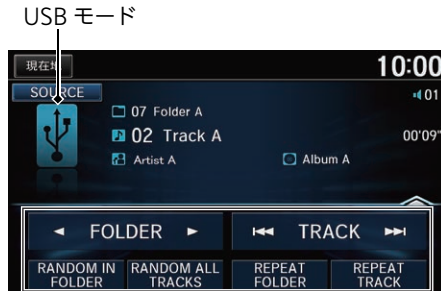 USB モード
現在地
10:00
SOURCE
01
07 Folder A
02 Track A
00'09"
Artist A
Album A
FOLDER
TRACK
RANDOM IN FOLDER
RANDOM ALL TRACKS
REPEAT FOLDER
REPEAT TRACK